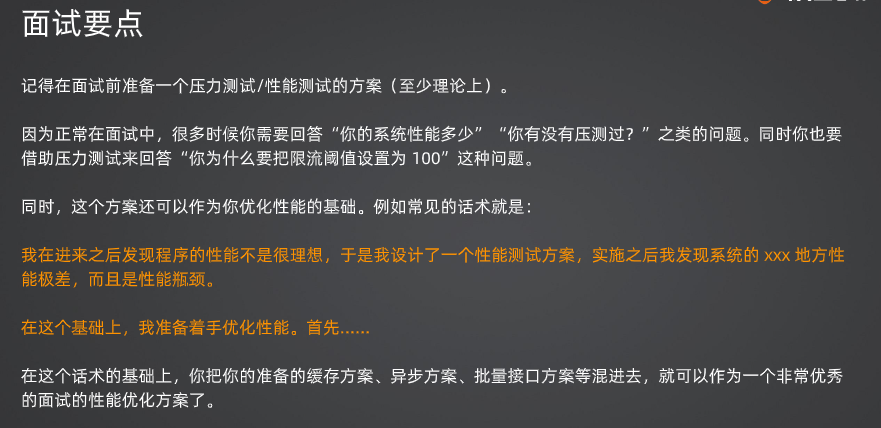 面试要点
记得在面试前准备一个压力测试/性能测试的方案（至少理论上）。
因为正常在面试中，很多时候你需要回答“你的系统性能多少”“你有没有压测过？”之类的问题。同时你也要
借助压力测试来回答“你为什么要把限流阈值设置为 100”这种问题。
同时，这个方案还可以作为你优化性能的基础。例如常见的话术就是：
我在进来之后发现程序的性能不是很理想，于是我设计了一个性能测试方案，实施之后我发现系统的 xxx 地方性
能极差，而且是性能瓶颈。
在这个基础上，我准备着手优化性能。首先......
在这个话术的基础上，你把你的准备的缓存方案、异步方案、批量接口方案等混进去，就可以作为一个非常优秀
的面试的性能优化方案了。